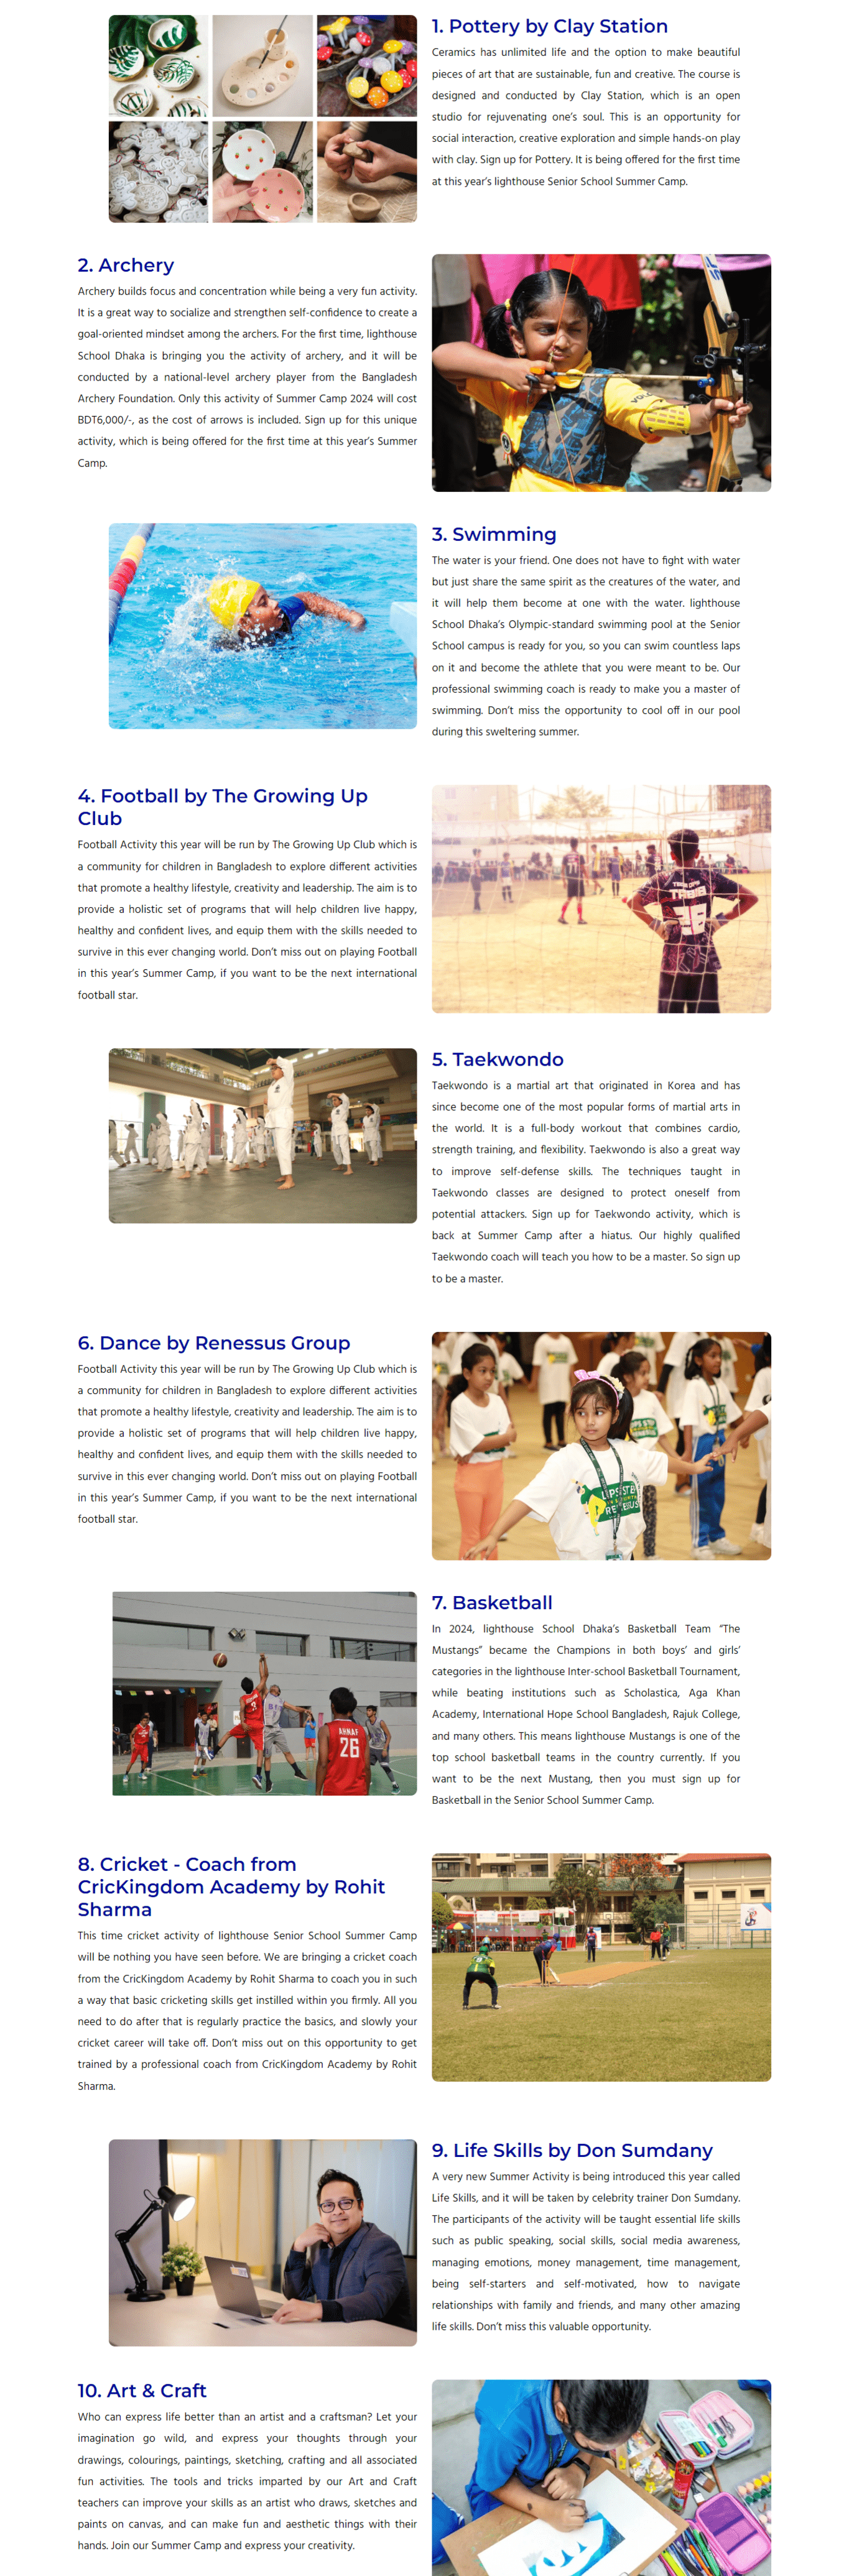 1. Pottery by Clay Station
Ceramics has unlimited life and the option to make beautiful
pieces of art that are sustainable, fun and creative. The course is
designed and conducted by Clay Station, which is an open
studio for rejuvenating one's soul. This is an opportunity for
social interaction, creative exploration and simple hands-on play
with clay. Sign up for Pottery. It is being offered for the first time
at this year's lighthouse Senior School Summer Camp.
2. Archery
Archery builds focus and concentration while being a very fun activity.
It is a great way to socialize and strengthen self-confidence to create a
goal-oriented mindset among the archers. For the first time, lighthouse
School Dhaka is bringing you the activity of archery, and it will be
conducted by a national-level archery player from the Bangladesh
Archery Foundation. Only this activity of Summer Camp 2024 will cost
BDT6,000/-, as the cost of arrows is included. Sign up for this unique
activity, which is being offered for the first time at this year's Summer
Camp.
3. Swimming
The water is your friend. One does not have to fight with water
but just share the same spirit as the creatures of the water, and
it will help them become at one with the water. lighthouse
School Dhaka's Olympic-standard swimming pool at the Senior
School campus is ready for you, so you can swim countless laps
on it and become the athlete that you were meant to be. Our
professional swimming coach is ready to make you a master of
swimming. Don't miss the opportunity to cool off in our pool
during this sweltering summer.
4. Football by The Growing Up
Club
Football Activity this year will be run by The Growing Up Club which is
a community for children in Bangladesh to explore different activities
that promote a healthy lifestyle, creativity and leadership. The aim is to
provide a holistic set of programs that will help children live happy,
healthy and confident lives, and equip them with the skills needed to
survive in this ever changing world. Don't miss out on playing Football
in this year's Summer Camp, if you want to be the next international
football star.
5. Taekwondo
Taekwondo is a martial art that originated in Korea and has
since become one of the most popular forms of martial arts in
the world. It is a full-body workout that combines cardio,
strength training, and flexibility. Taekwondo is also a great way
to improve self-defense skills. The techniques taught in
Taekwondo classes are designed to protect oneself from
potential attackers. Sign up for Taekwondo activity, which is
back at Summer Camp after a hiatus. Our highly qualified
Taekwondo coach will teach you how to be a master. So sign up
to be a master.
6. Dance by Renessus Group
Football Activity this year will be run by The Growing Up Club which is
a community for children in Bangladesh to explore different activities
that promote a healthy lifestyle, creativity and leadership. The aim is to
provide a holistic set of programs that will help children live happy,
healthy and confident lives, and equip them with the skills needed to
survive in this ever changing world. Don't miss out on playing Football
in this year's Summer Camp, if you want to be the next international
football star.
7. Basketball
In 2024, lighthouse School Dhaka's Basketball Team "The
Mustangs" became the Champions in both boys' and girls'
categories in the lighthouse Inter-school Basketball Tournament,
while beating institutions such as Scholastica, Aga Khan
Academy, International Hope School Bangladesh, Rajuk College,
and many others. This means lighthouse Mustangs is one of the
top school basketball teams in the country currently. If you
want to be the next Mustang, then you must sign up for
Basketball in the Senior School Summer Camp.
AHNAF
26
8. Cricket - Coach from
CricKingdom Academy by Rohit
Sharma
This time cricket activity of lighthouse Senior School Summer Camp
will be nothing you have seen before. We are bringing a cricket coach
from the CricKingdom Academy by Rohit Sharma to coach you in such
a way that basic cricketing skills get instilled within you firmly. All you
need to do after that is regularly practice the basics, and slowly your
cricket career will take off. Don't miss out on this opportunity to get
trained by a professional coach from CricKingdom Academy by Rohit
Sharma.
9. Life Skills by Don Sumdany
A very new Summer Activity is being introduced this year called
Life Skills, and it will be taken by celebrity trainer Don Sumdany.
The participants of the activity will be taught essential life skills
such as public speaking, social skills, social media awareness,
managing emotions, money management, time management,
being self-starters and self-motivated, how to navigate
relationships with family and friends, and many other amazing
life skills. Don't miss this valuable opportunity.
10. Art & Craft
Who can express life better than an artist and a craftsman? Let your
imagination go wild, and express your thoughts through your
drawings, colourings, paintings, sketching, crafting and all associated
fun activities. The tools and tricks imparted by our Art and Craft
teachers can improve your skills as an artist who draws, sketches and
paints on canvas, and can make fun and aesthetic things with their
hands. Join our Summer Camp and express your creativity.